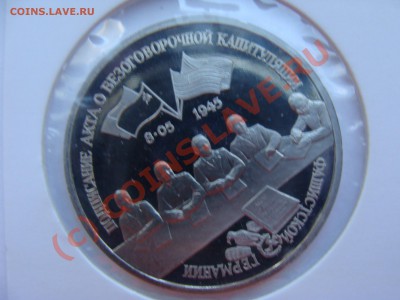 COINS.LAVE.RU
ПОДПИСАНИЕ АКТА О БЕЗОГОВОРОЧНОЙ КАПИТУЛЯЦИИ
ФАШИСТСКОЙ
ГЕРМАНИИ
8·05 1945
(c) COINS.LAVE.RU
COINS.LAVE.RU